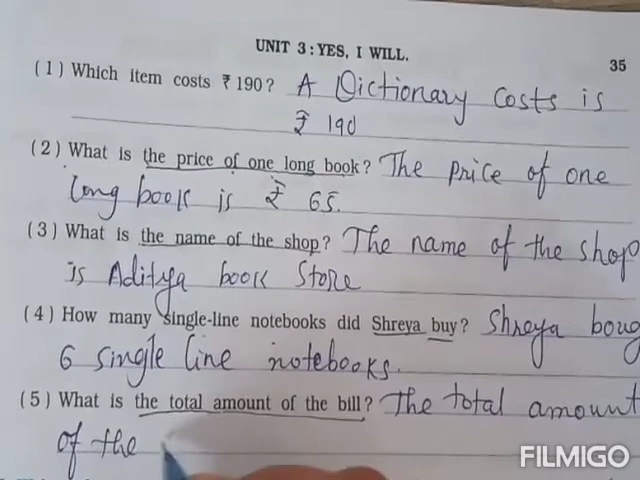 UNIT 3 : YES, I WILL.
35
(1) Which item costs ₹ 190? A Dictionary costs is
₹ 190
(2) What is the price of one long book? The price of one
long book is ₹ 65.
(3) What is the name of the shop? The name of the shop
is Aditya book Store
(4) How many single-line notebooks did Shreya buy? Shreya boug
6 single line notebooks.
(5) What is the total amount of the bill? The total amount
of the
FILMIGO